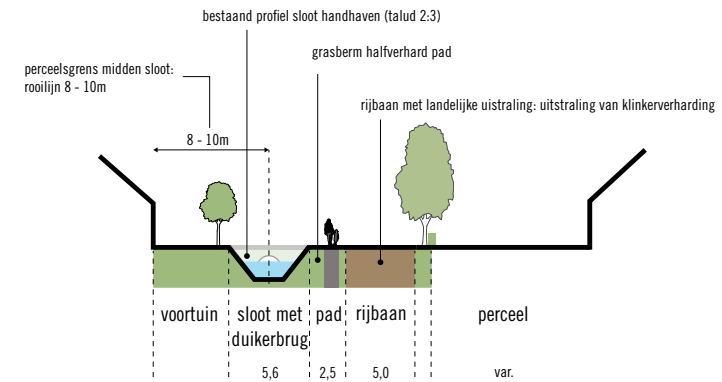 bestaand profiel sloot handhaven (talud 2:3)
grasberm halfverhard pad
perceelsgrens midden sloot:
rooilijn 8 - 10m
rijbaan met landelijke uistraling: uitstraling van klinkerverharding
8 - 10m
voortuin
sloot met
duikerbrug
pad
rijbaan
perceel
5,6
2,5
5,0
var.